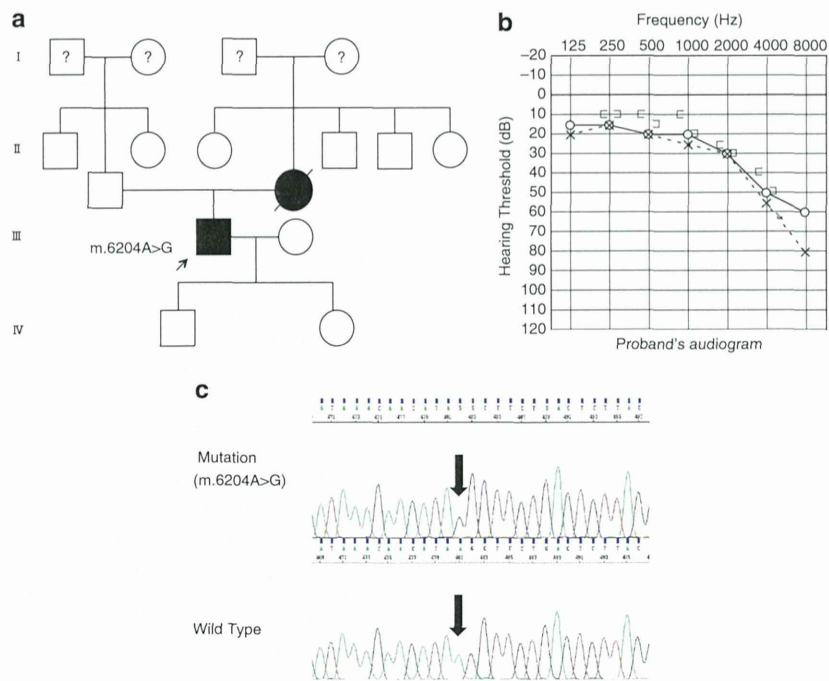 a
I
? ? ? ?
II
III
m.6204A>G
IV
b
Frequency (Hz)
125 250 500 1000 2000 4000 8000
Hearing Threshold (dB)
−20
−10
0
10
20
30
40
50
60
70
80
90
100
110
120
Proband's audiogram
c
Mutation
(m.6204A>G)
Wild Type